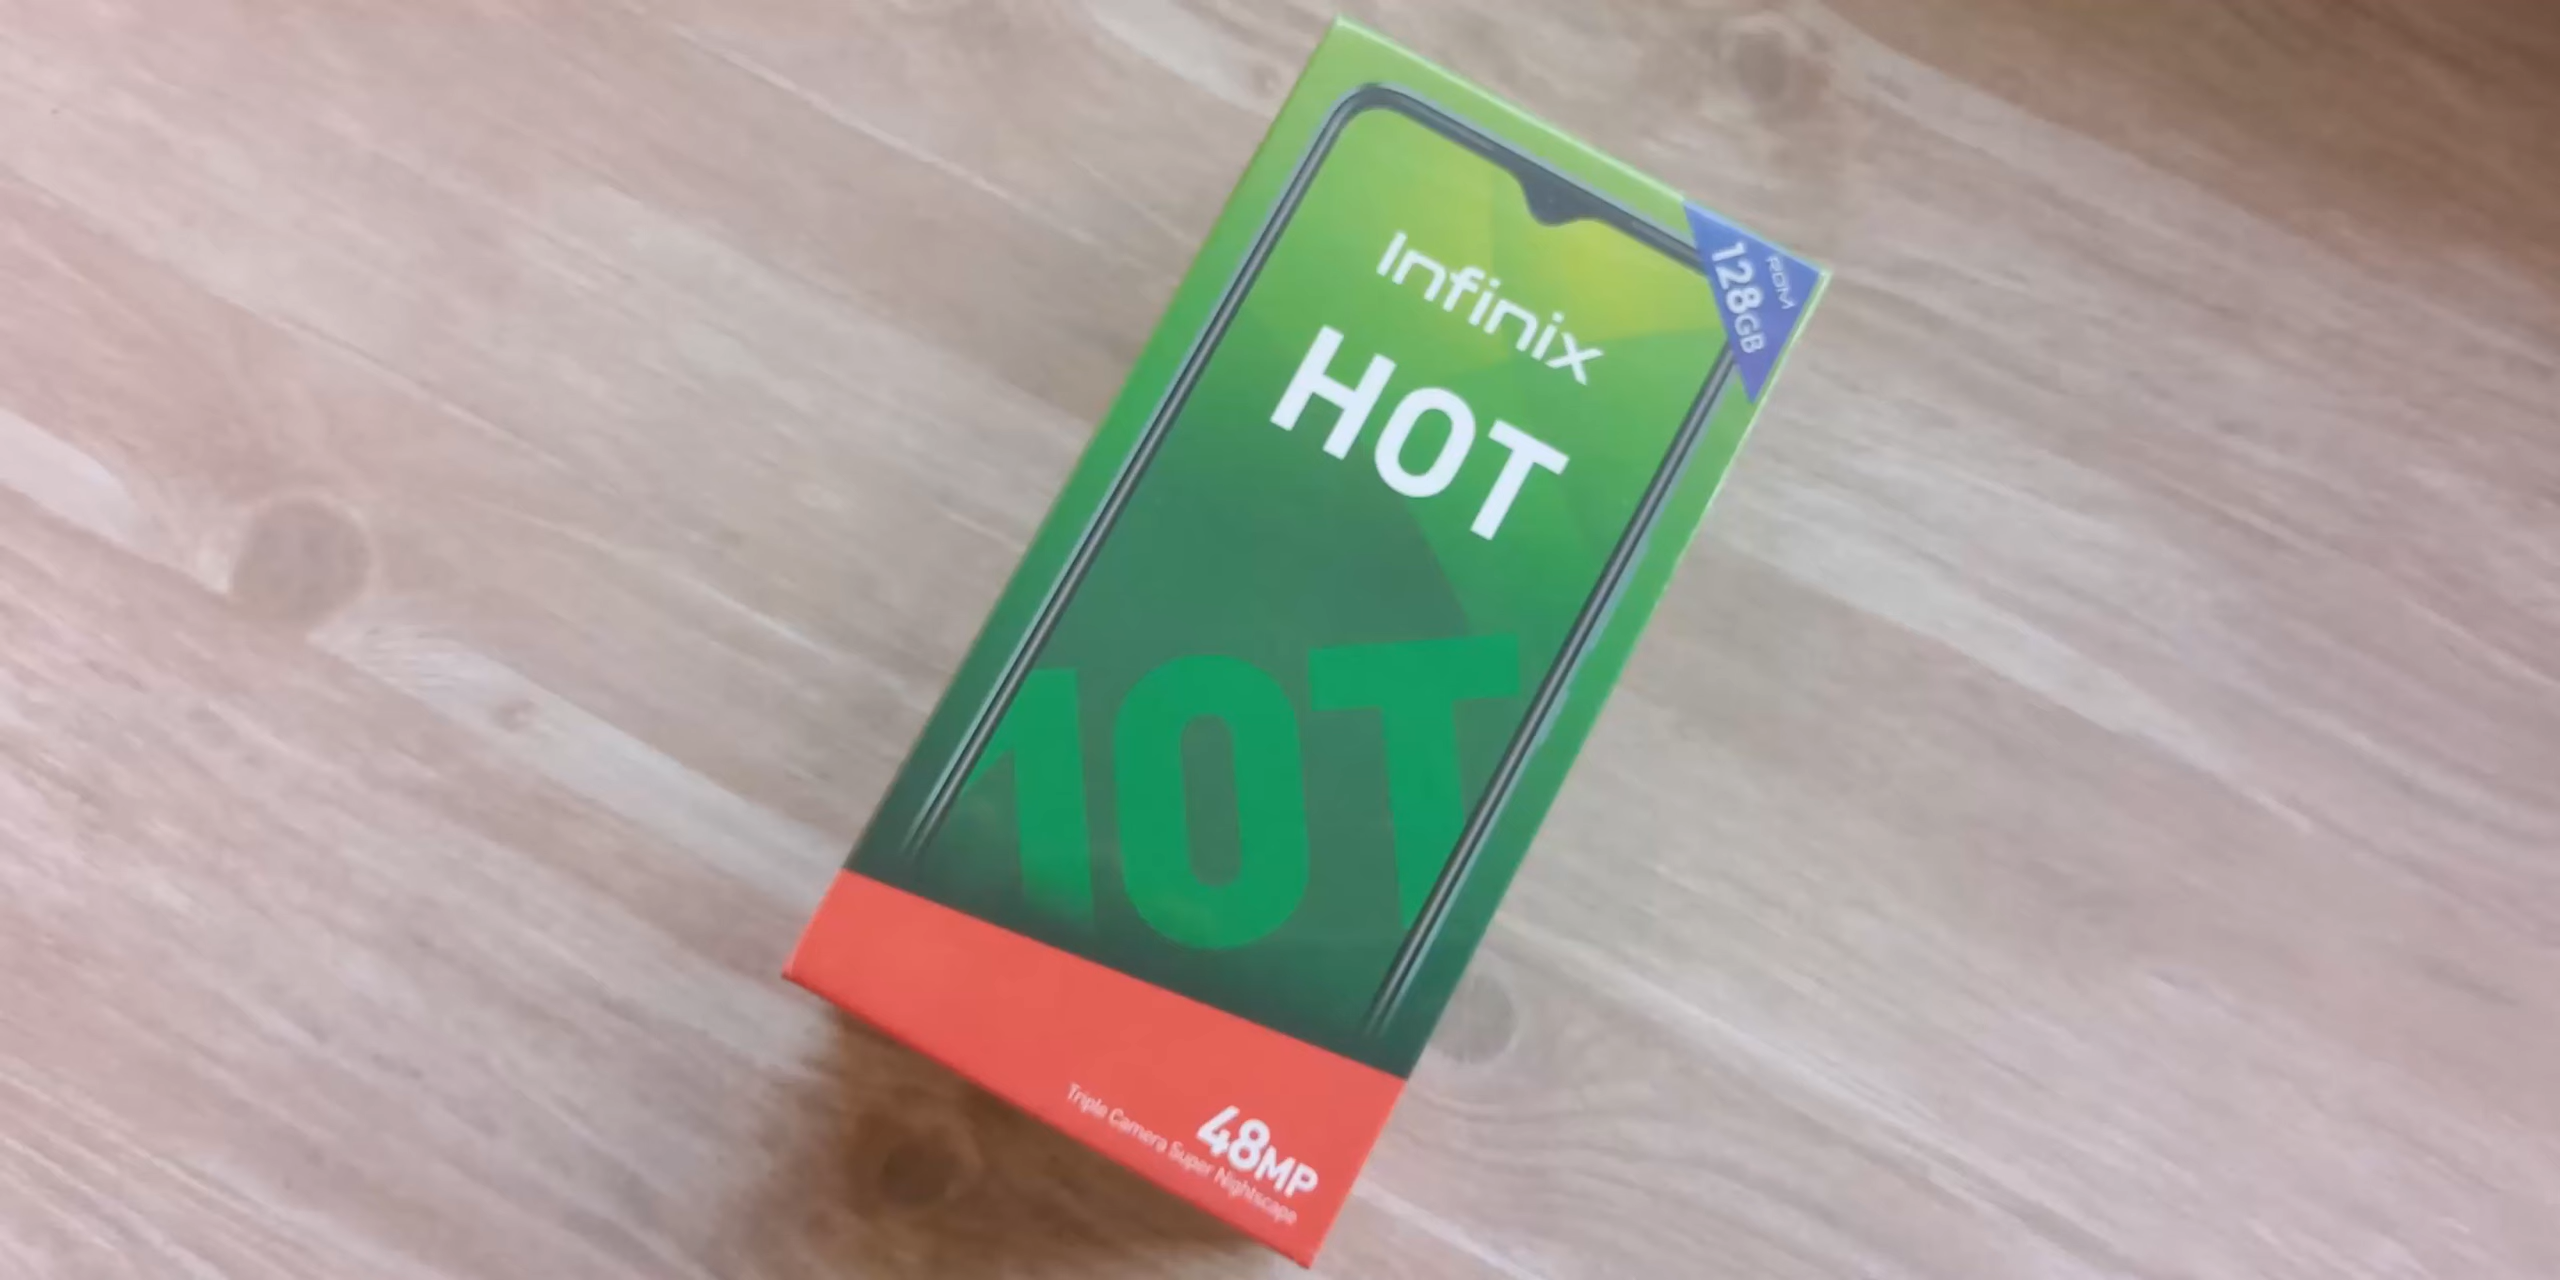 Infinix
HOT
ROM
128GB
10T
48MP
Triple Camera Super Nightscape